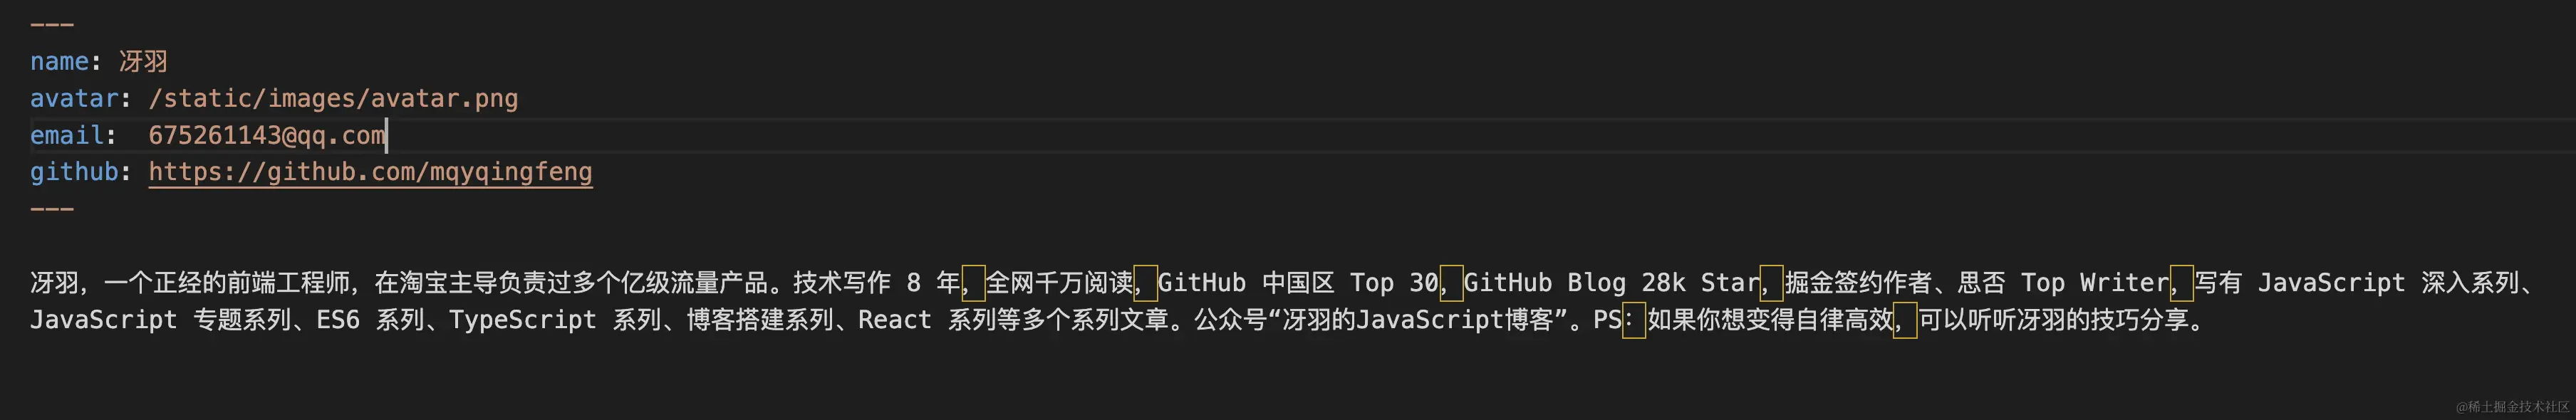 ---
name: 冴羽
avatar: /static/images/avatar.png
email:  675261143@qq.com
github: https://github.com/mqyqingfeng
---
冴羽，一个正经的前端工程师，在淘宝主导负责过多个亿级流量产品。技术写作 8 年，全网千万阅读，GitHub 中国区 Top 30，GitHub Blog 28k Star，掘金签约作者、思否 Top Writer，写有 JavaScript 深入系列、
JavaScript 专题系列、ES6 系列、TypeScript 系列、博客搭建系列、React 系列等多个系列文章。公众号“冴羽的JavaScript博客”。PS：如果你想变得自律高效，可以听听冴羽的技巧分享。
@稀土掘金技术社区